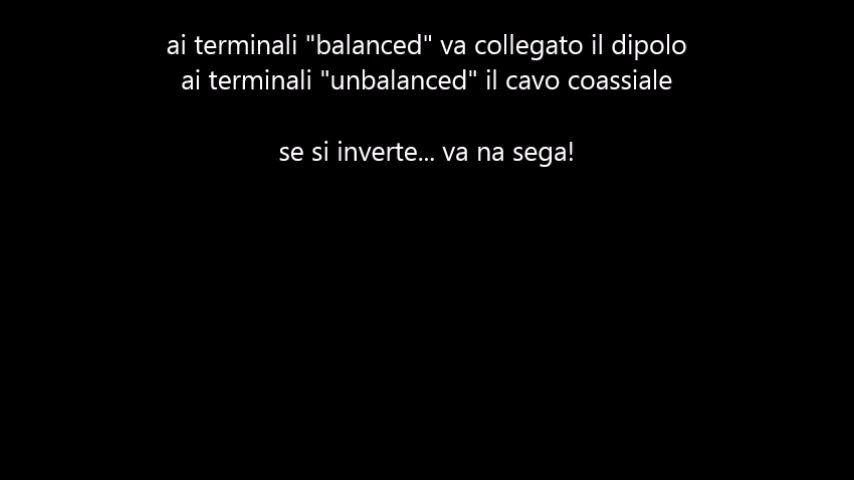 ai terminali "balanced" va collegato il dipolo
ai terminali "unbalanced" il cavo coassiale
se si inverte... va na sega!